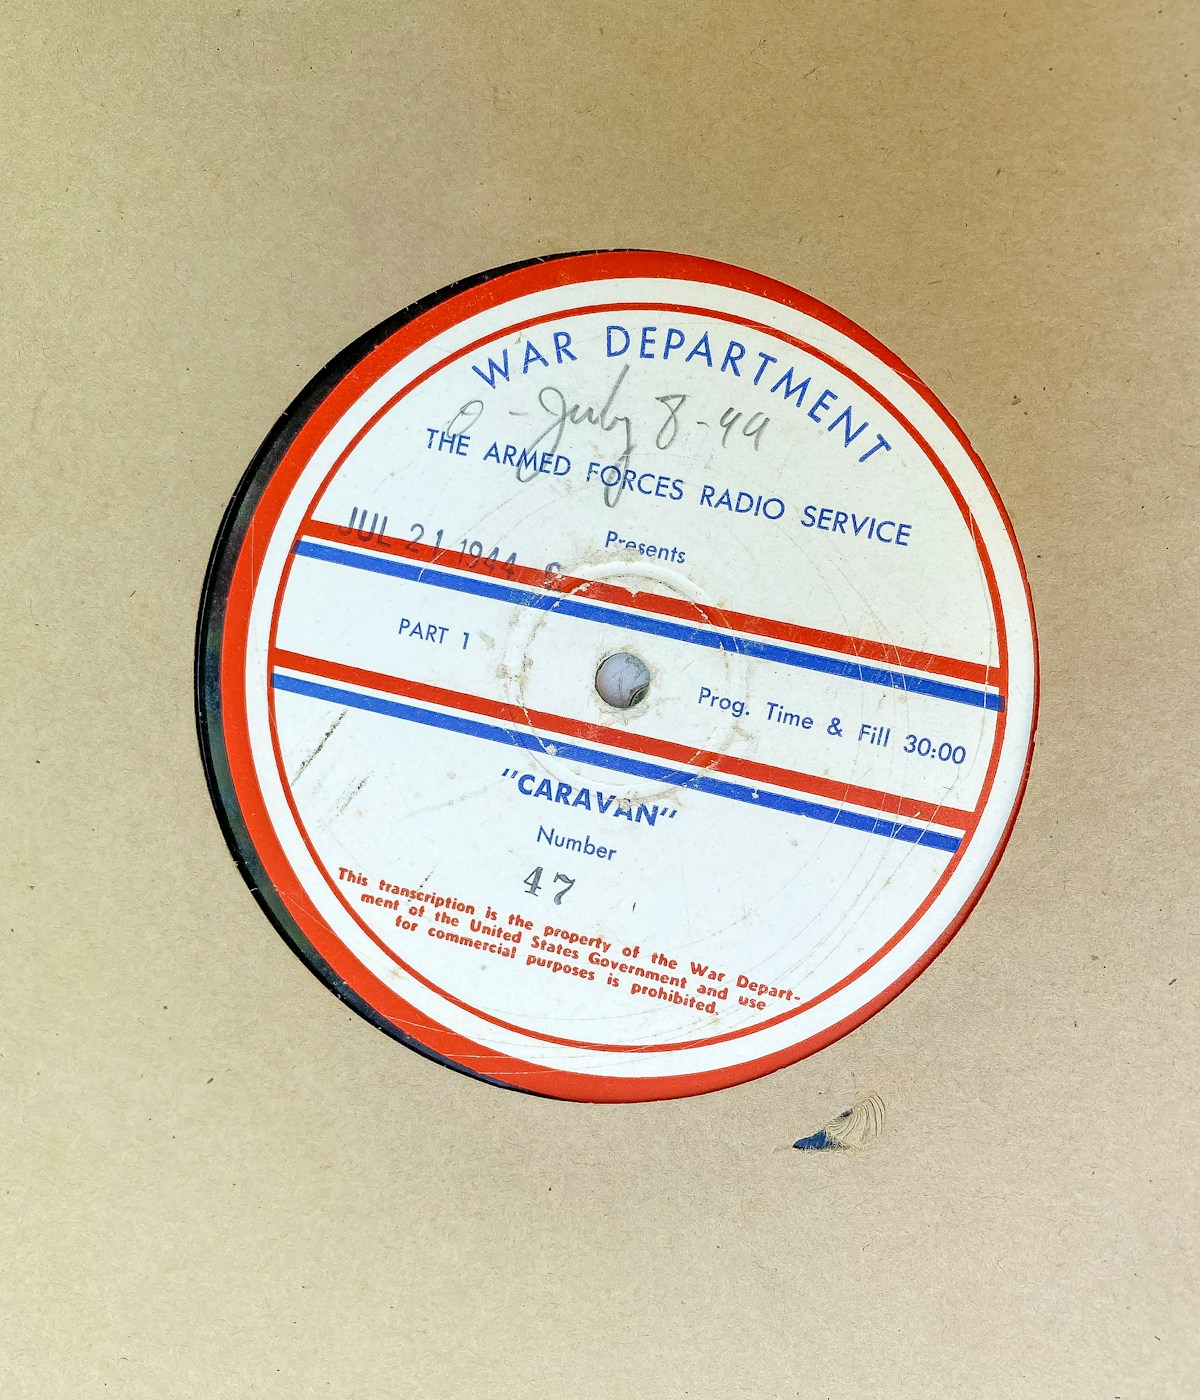 WAR DEPARTMENT
July 8-44
THE ARMED FORCES RADIO SERVICE
Presents
JUL 21 1944
PART 1
Prog. Time & Fill 30:00
"CARAVAN"
Number
47
This transcription is the property of the War Depart-
ment of the United States Government and use
for commercial purposes is prohibited.